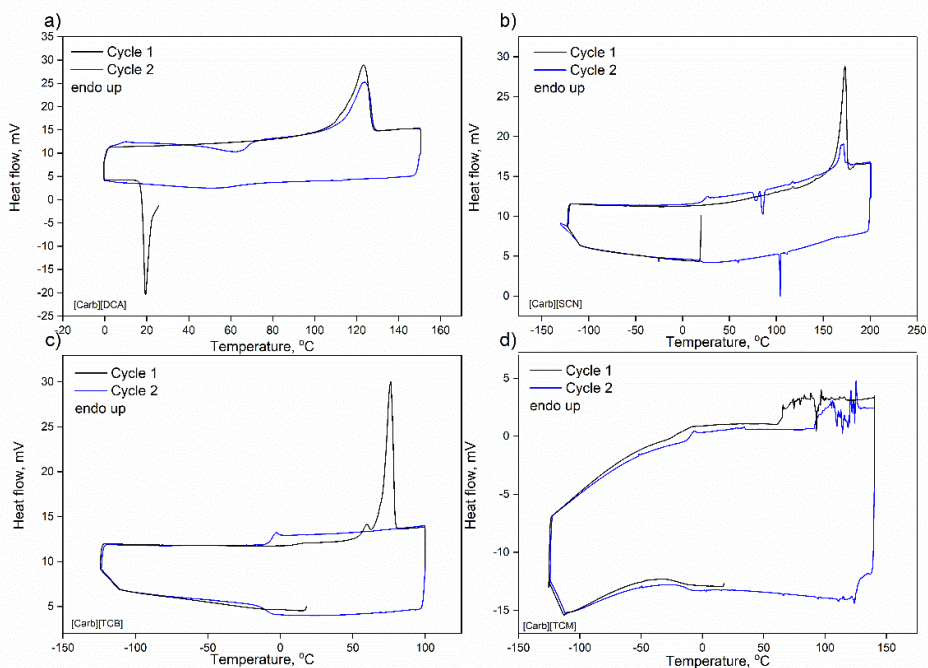 a)
Cycle 1
Cycle 2
endo up
35
30
25
20
15
10
5
0
-5
-10
-15
-20
-25
Heat flow, mV
[Carb][DCA]
-20 0 20 40 60 80 100 120 140 160
Temperature, °C
b)
Cycle 1
Cycle 2
endo up
30
25
20
15
10
5
0
Heat flow, mV
[Carb][SCN]
-150 -100 -50 0 50 100 150 200 250
Temperature, °C
c)
Cycle 1
Cycle 2
endo up
30
25
20
15
10
5
Heat flow, mV
[Carb][TCB]
-150 -100 -50 0 50 100
Temperature, °C
d)
Cycle 1
Cycle 2
endo up
5
0
-5
-10
-15
Heat flow, mV
[Carb][TCM]
-150 -100 -50 0 50 100 150
Temperature, °C